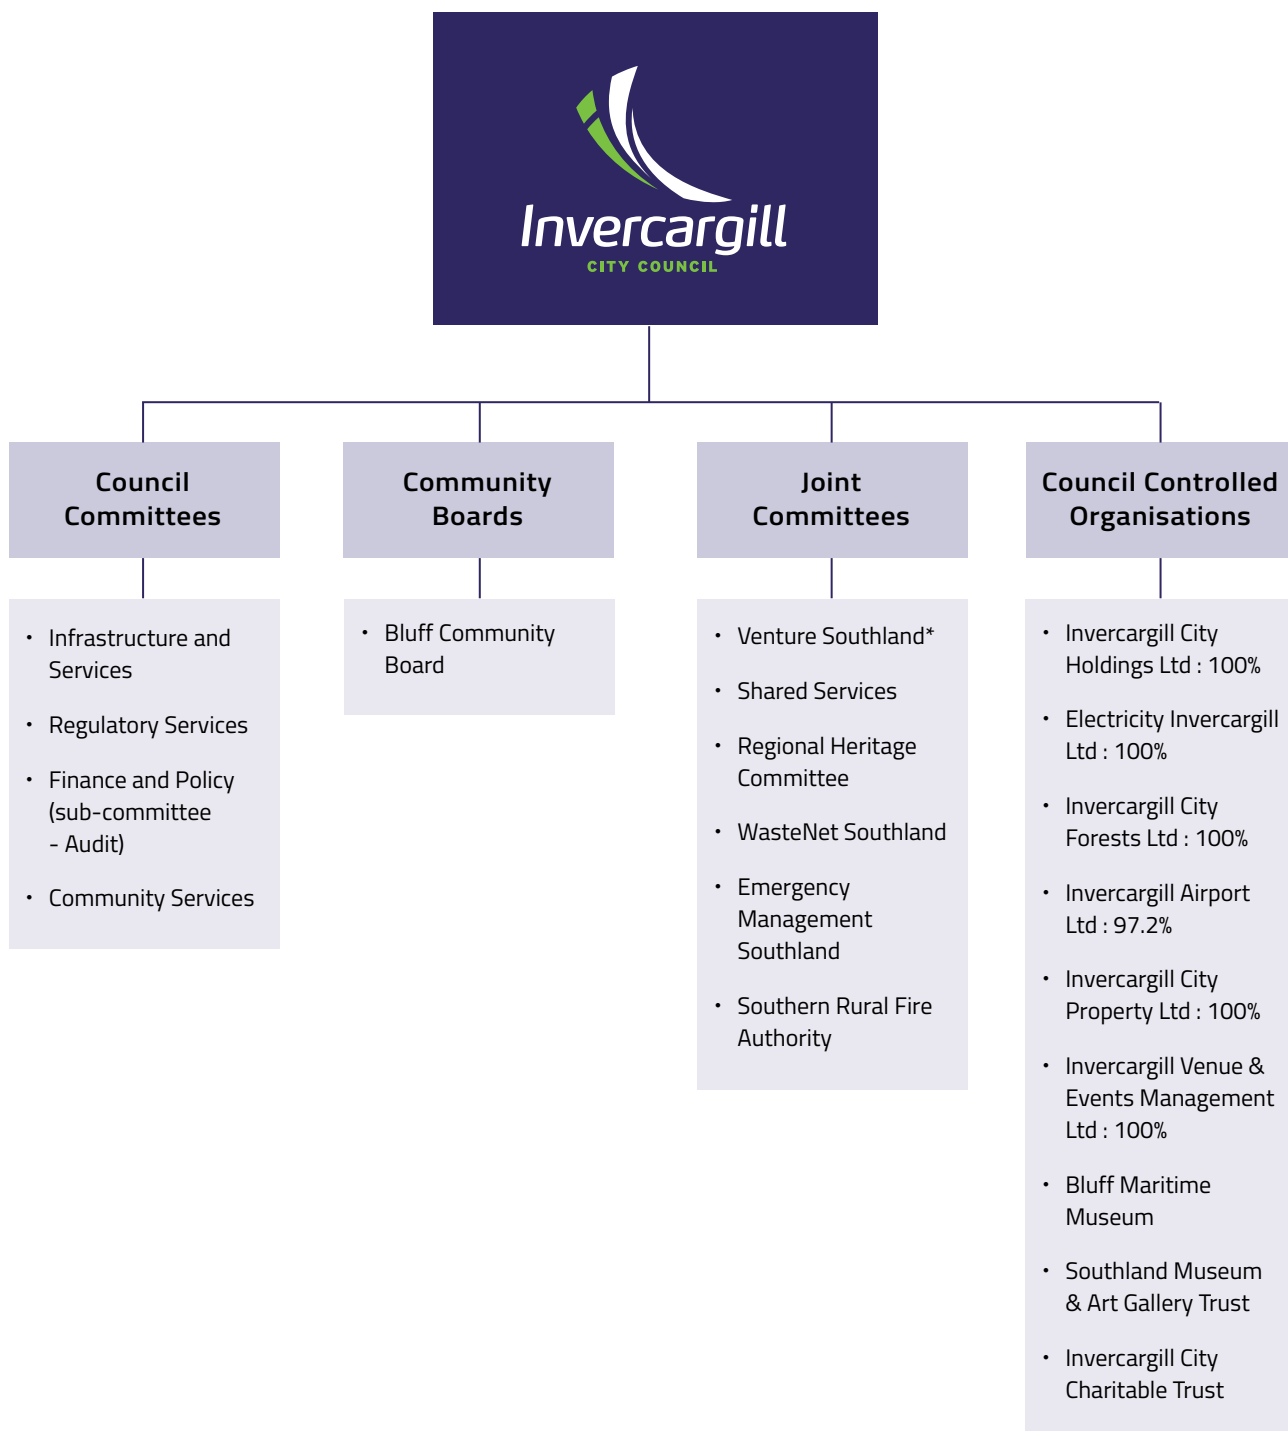 Invercargill
CITY COUNCIL
Council
Committees
• Infrastructure and
Services
• Regulatory Services
• Finance and Policy
(sub-committee
- Audit)
• Community Services
Community
Boards
• Bluff Community
Board
Joint
Committees
• Venture Southland*
• Shared Services
• Regional Heritage
Committee
• WasteNet Southland
• Emergency
Management
Southland
• Southern Rural Fire
Authority
Council Controlled
Organisations
• Invercargill City
Holdings Ltd : 100%
• Electricity Invercargill
Ltd : 100%
• Invercargill City
Forests Ltd : 100%
• Invercargill Airport
Ltd : 97.2%
• Invercargill City
Property Ltd : 100%
• Invercargill Venue &
Events Management
Ltd : 100%
• Bluff Maritime
Museum
• Southland Museum
& Art Gallery Trust
• Invercargill City
Charitable Trust